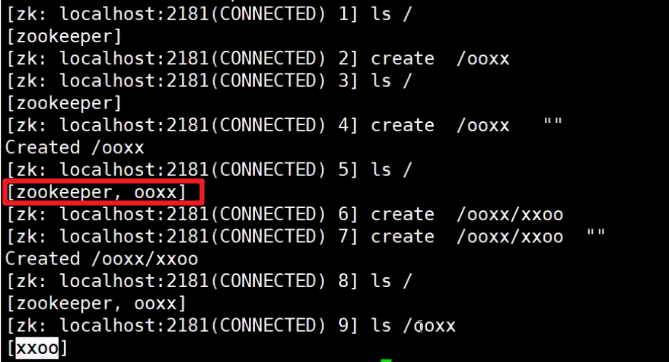 [zk: localhost:2181(CONNECTED) 1] ls /
[zookeeper]
[zk: localhost:2181(CONNECTED) 2] create  /ooxx
[zk: localhost:2181(CONNECTED) 3] ls /
[zookeeper]
[zk: localhost:2181(CONNECTED) 4] create  /ooxx   ""
Created /ooxx
[zk: localhost:2181(CONNECTED) 5] ls /
[zookeeper, ooxx]
[zk: localhost:2181(CONNECTED) 6] create  /ooxx/xxoo
[zk: localhost:2181(CONNECTED) 7] create  /ooxx/xxoo  ""
Created /ooxx/xxoo
[zk: localhost:2181(CONNECTED) 8] ls /
[zookeeper, ooxx]
[zk: localhost:2181(CONNECTED) 9] ls /ooxx
[xxoo]